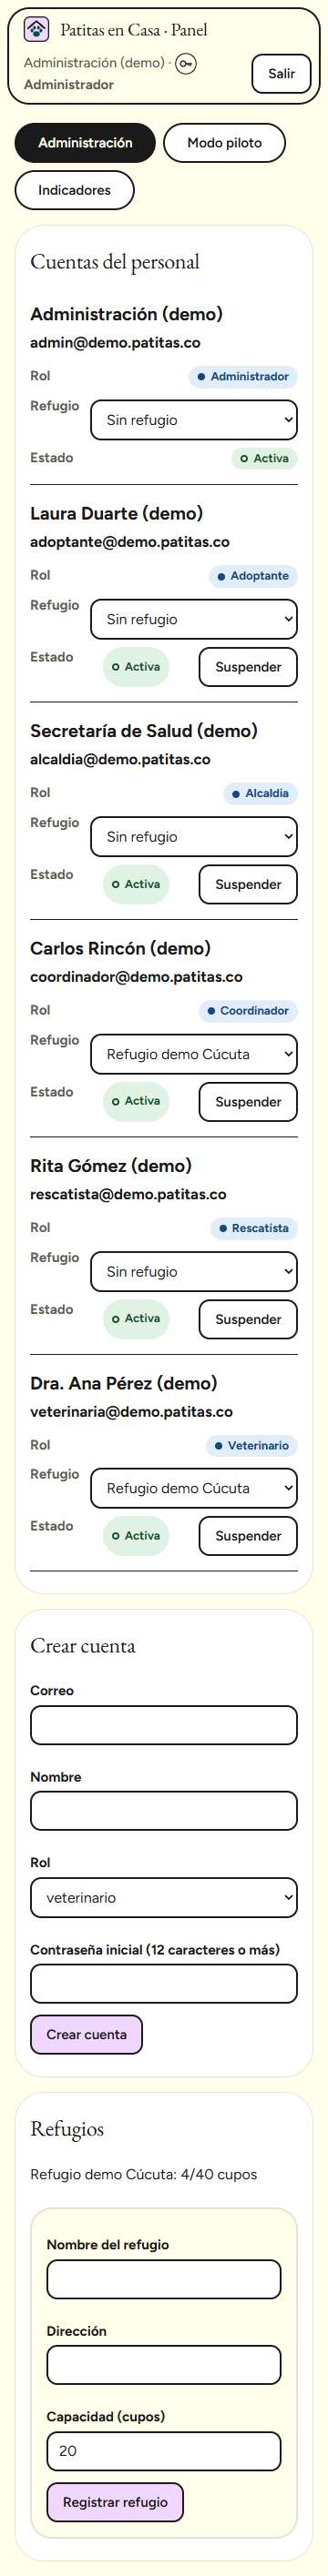 Patitas en Casa · Panel
Administración (demo) ·
Administrador
Salir
Administración
Modo piloto
Indicadores
Cuentas del personal
Administración (demo)
admin@demo.patitas.co
Rol
Administrador
Refugio
Sin refugio
Estado
Activa
Laura Duarte (demo)
adoptante@demo.patitas.co
Rol
Adoptante
Refugio
Sin refugio
Estado
Activa
Suspender
Secretaría de Salud (demo)
alcaldia@demo.patitas.co
Rol
Alcaldia
Refugio
Sin refugio
Estado
Activa
Suspender
Carlos Rincón (demo)
coordinador@demo.patitas.co
Rol
Coordinador
Refugio
Refugio demo Cúcuta
Estado
Activa
Suspender
Rita Gómez (demo)
rescatista@demo.patitas.co
Rol
Rescatista
Refugio
Sin refugio
Estado
Activa
Suspender
Dra. Ana Pérez (demo)
veterinaria@demo.patitas.co
Rol
Veterinario
Refugio
Refugio demo Cúcuta
Estado
Activa
Suspender
Crear cuenta
Correo
Nombre
Rol
veterinario
Contraseña inicial (12 caracteres o más)
Crear cuenta
Refugios
Refugio demo Cúcuta: 4/40 cupos
Nombre del refugio
Dirección
Capacidad (cupos)
20
Registrar refugio